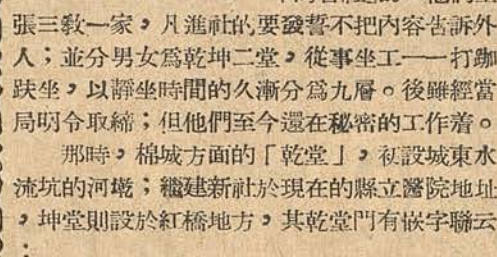 張三敎一家，凡進社的要發誓不把內容告訴外
人；並分男女爲乾坤二堂，從事坐工——打跏
趺坐，以靜坐時間的久漸分爲九層。後雖經當
局明令取締；但他們至今還在秘密的工作着。
那時，棉城方面的「乾堂」，初設城東水
流坑的河墘；繼建新社於現在的縣立醫院地址
，坤堂則設於紅橋地方，其乾堂門有嵌字聯云
：